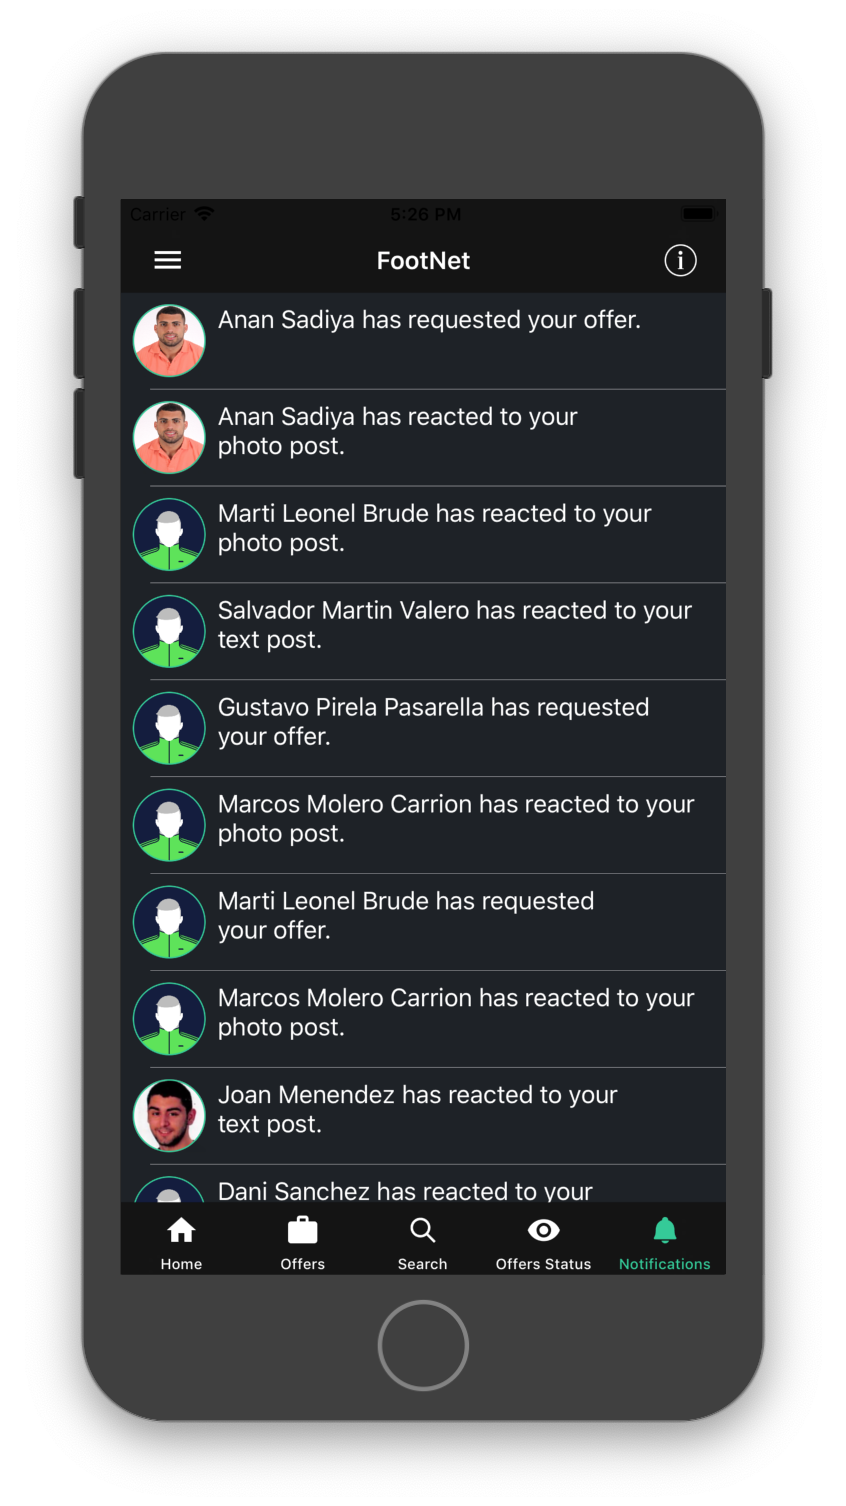 Carrier 5:26 PM
FootNet
Anan Sadiya has requested your offer.
Anan Sadiya has reacted to your
photo post.
Marti Leonel Brude has reacted to your
photo post.
Salvador Martin Valero has reacted to your
text post.
Gustavo Pirela Pasarella has requested
your offer.
Marcos Molero Carrion has reacted to your
photo post.
Marti Leonel Brude has requested
your offer.
Marcos Molero Carrion has reacted to your
photo post.
Joan Menendez has reacted to your
text post.
Dani Sanchez has reacted to your
Home Offers Search Offers Status Notifications